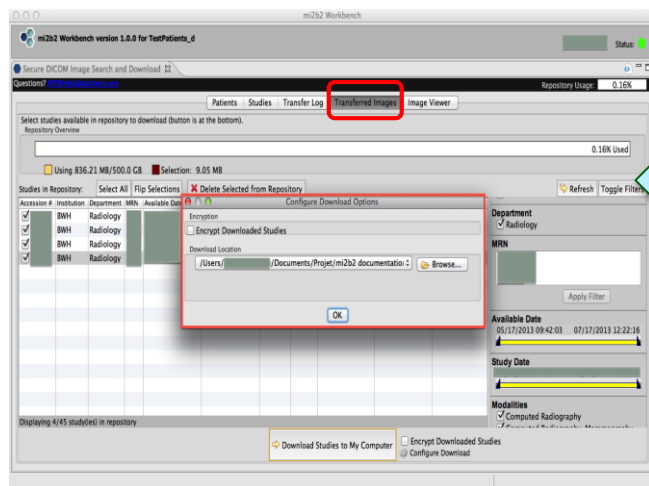 mi2b2 Workbench
mi2b2 Workbench version 1.0.0 for TestPatients_d
Status:
Secure DICOM Image Search and Download
Questions?
Repository Usage: 0.16%
Patients Studies Transfer Log Transferred Images Image Viewer
Select studies available in repository to download (button is at the bottom).
Repository Overview
0.16% Used
Using 836.21 MB/500.0 GB Selection: 9.05 MB
Studies in Repository: Select All Flip Selections Delete Selected from Repository Refresh Toggle Filters
Accession # Institution Department MRN Available Date
BWH Radiology
BWH Radiology
BWH Radiology
BWH Radiology
Configure Download Options
Encryption
Encrypt Downloaded Studies
Download Location
/Users/ /Documents/Projet/mi2b2 documentation Browse...
OK
Department
Radiology
MRN
Apply Filter
Available Date
05/17/2013 09:42:03 07/17/2013 12:22:16
Study Date
Modalities
Computed Radiography
Displaying 4/45 study(ies) in repository
Download Studies to My Computer
Encrypt Downloaded Studies
Configure Download